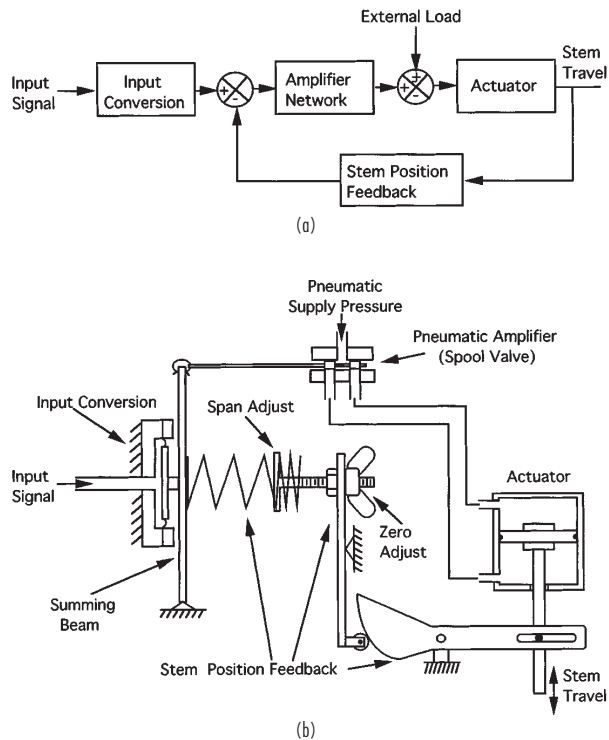 External Load
Stem
Travel
Input
Signal
Input
Conversion
+
-
Amplifier
Network
+
-
+
Actuator
Stem Position
Feedback
(a)
Pneumatic
Supply Pressure
Pneumatic Amplifier
(Spool Valve)
Input Conversion
Span Adjust
Input
Signal
Actuator
Zero
Adjust
Summing
Beam
Stem Position Feedback
Stem
Travel
(b)